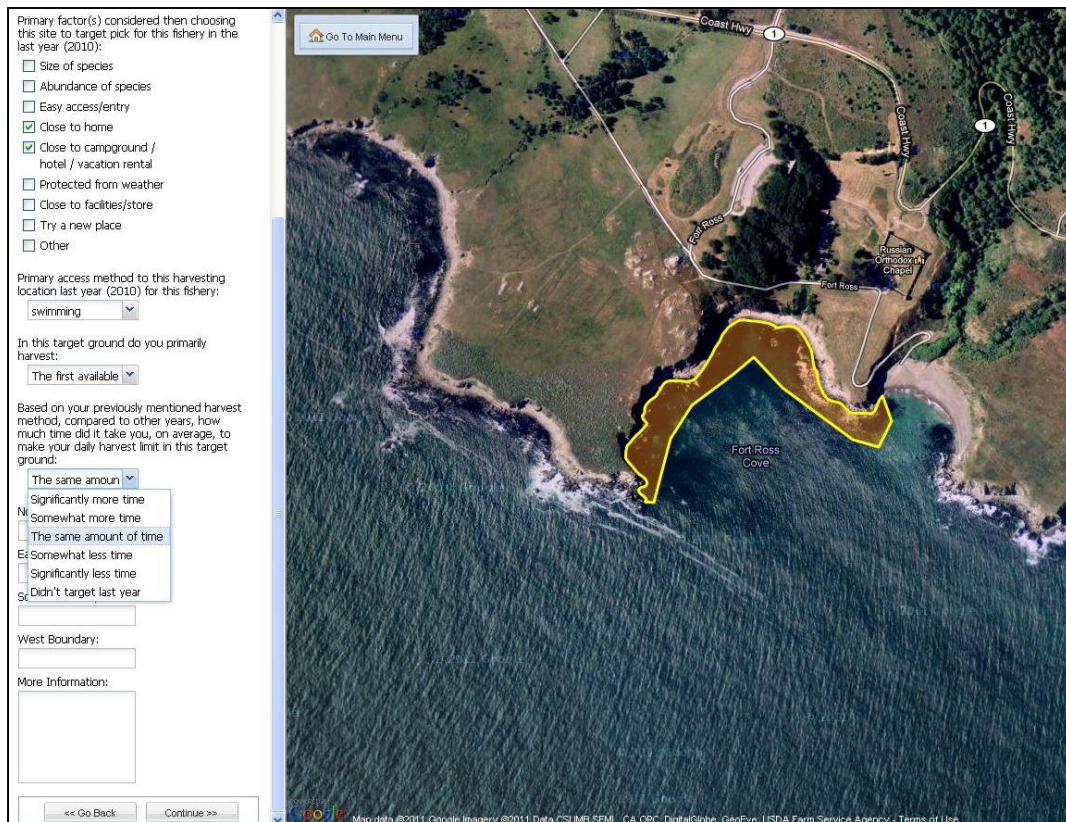 Primary factor(s) considered then choosing
this site to target pick for this fishery in the
last year (2010):
Size of species
Abundance of species
Easy access/entry
Close to home
Close to campground /
hotel / vacation rental
Protected from weather
Close to facilities/store
Try a new place
Other
Primary access method to this harvesting
location last year (2010) for this fishery:
swimming
In this target ground do you primarily
harvest:
The first available
Based on your previously mentioned harvest
method, compared to other years, how
much time did it take you, on average, to
make your daily harvest limit in this target
ground:
The same amoun
Significantly more time
Somewhat more time
The same amount of time
Somewhat less time
Significantly less time
Didn't target last year
West Boundary:
More Information:
<< Go Back
Continue >>
Go To Main Menu
Coast Hwy
1
Coast Hwy
Coast Hwy
1
Fort Ross
Russian
Orthodox
Chapel
Fort Ross
Fort Ross
Cove
Google
Map data ©2011 Google Imagery ©2011 Data CSUMB SFML, CA OPC, DigitalGlobe, GeoEye, USDA Farm Service Agency - Terms of Use